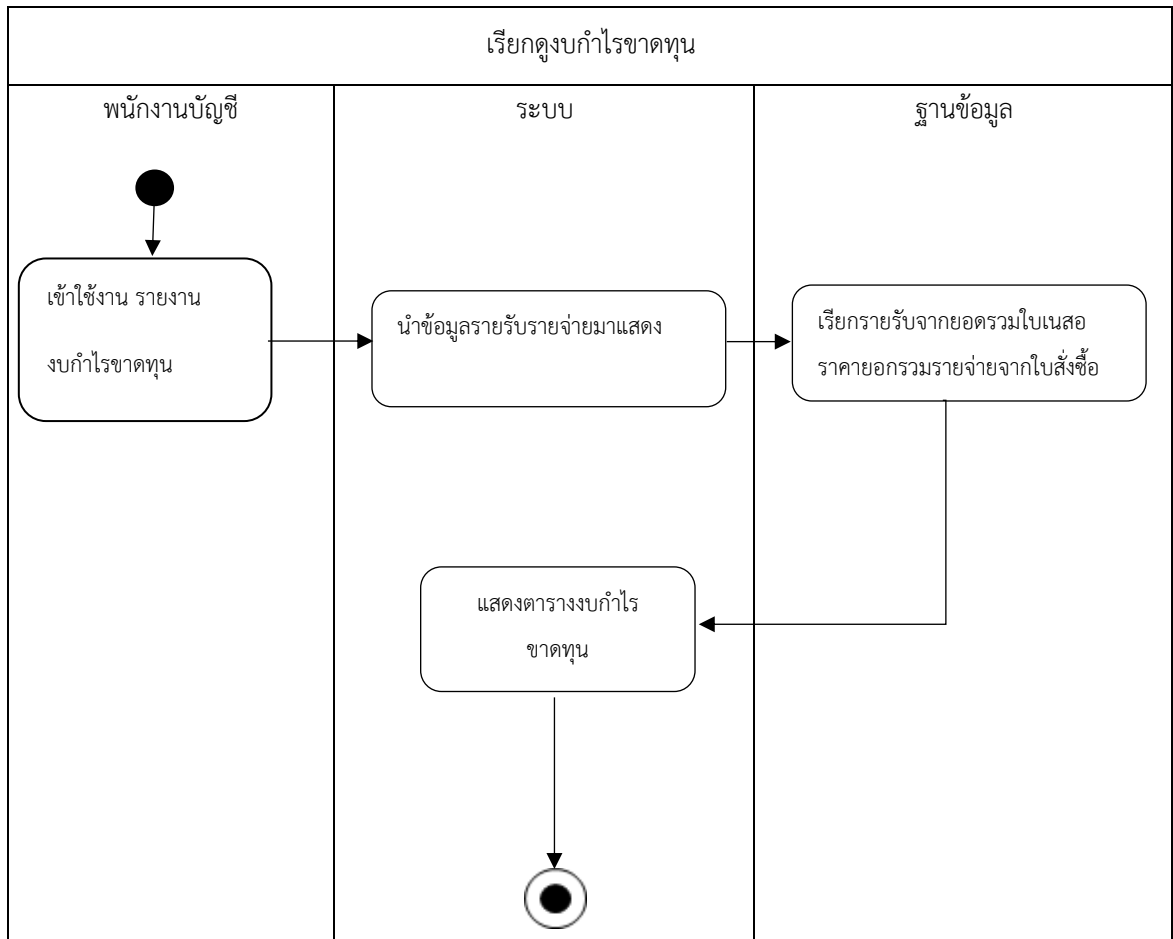 เรียกดูงบกำไรขาดทุน
พนักงานบัญชี
ระบบ
ฐานข้อมูล
เข้าใช้งาน รายงาน
งบกำไรขาดทุน
นำข้อมูลรายรับรายจ่ายมาแสดง
เรียกรายรับจากยอดรวมใบเนสอ
ราคายอกรวมรายจ่ายจากใบสั่งซื้อ
แสดงตารางงบกำไร
ขาดทุน